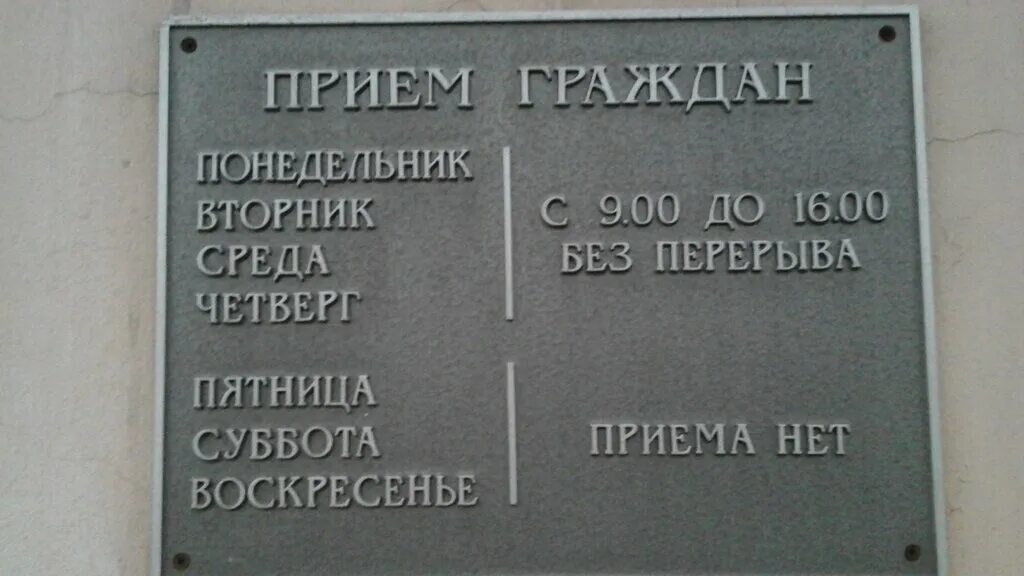 ПРИЕМ ГРАЖДАН
ПОНЕДЕЛЬНИК
ВТОРНИК
СРЕДА
ЧЕТВЕРГ
С 9.00 ДО 16.00
БЕЗ ПЕРЕРЫВА
ПЯТНИЦА
СУББОТА
ВОСКРЕСЕНЬЕ
ПРИЕМА НЕТ